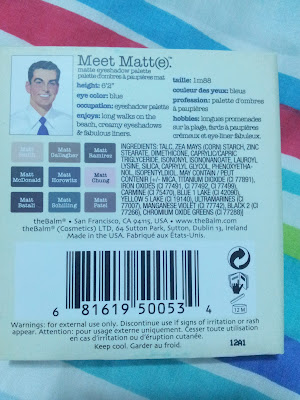 Meet Matt(e)™
matte eyeshadow palette
palette d'ombres à paupières mat
height: 6'2"
eye color: blue
occupation: eyeshadow palette
enjoys: long walks on the
beach, creamy eyeshadows
& fabulous liners.
taille: 1m88
couleur des yeux: bleus
profession: palette d'ombres
à paupières
hobbies: longues promenades
sur la plage, fards à paupières
crémeux et eye-liner fabuleux.
Matt Smith
Matt Gallagher
Matt Ramirez
Matt McDonald
Matt Horowitz
Matt Chung
Matt Batali
Matt Schilling
Matt Patel
INGREDIENTS: TALC, ZEA MAYS (CORN) STARCH, ZINC
STEARATE, DIMETHICONE, CAPRYLIC/CAPRIC
TRIGLYCERIDE, ISONONYL ISONONANOATE, LAUROYL
LYSINE, SILICA, CAPRYLYL GLYCOL, PHENOXYETHA-
NOL, ISOPENTYLDIOL, MAY CONTAIN / PEUT
CONTENIR (+/- MICA, TITANIUM DIOXIDE (CI 77891),
IRON OXIDES (CI 77491, CI 77492, CI 77499),
CARMINE (CI 75470), BLUE 1 LAKE (CI 42090),
YELLOW 5 LAKE (CI 19140), ULTRAMARINES (CI
77007), MANGANESE VIOLET (CI 77742), BLACK 2 (CI
77266), CHROMIUM OXIDE GREENS (CI 77288)
theBalm® • San Francisco, CA 94115, USA • www.thebalm.com
theBalm® (Cosmetics) LTD, 64 Sutton Park, Sutton, Dublin 13, Ireland
Made in the USA. Fabriqué aux États-Unis.
6 81619 50053 4
12 M
Warnings: for external use only. Discontinue use if signs of irritation or rash
appear. Attention: pour usage externe uniquement. Cesser toute utilisation
en cas d'irritation ou d'éruption cutanée.
Keep cool. Garder au froid.
12A1